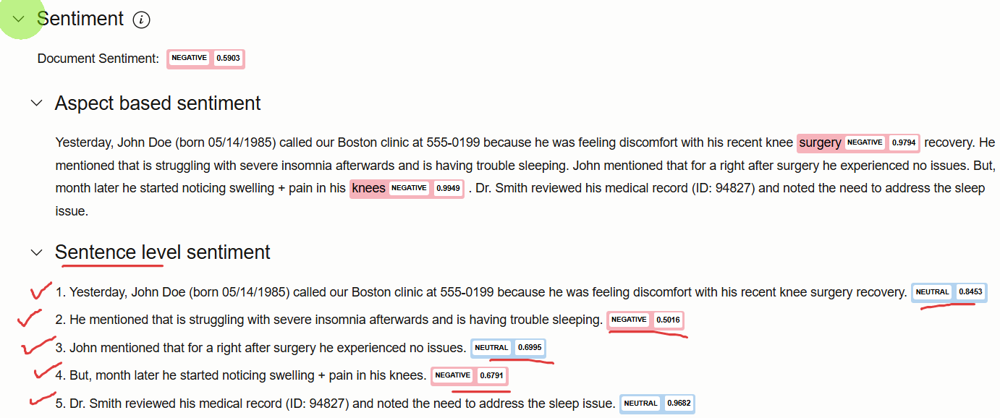 Sentiment i
Document Sentiment: NEGATIVE 0.5903
Aspect based sentiment
Yesterday, John Doe (born 05/14/1985) called our Boston clinic at 555-0199 because he was feeling discomfort with his recent knee surgery NEGATIVE 0.9794 recovery. He
mentioned that is struggling with severe insomnia afterwards and is having trouble sleeping. John mentioned that for a right after surgery he experienced no issues. But,
month later he started noticing swelling + pain in his knees NEGATIVE 0.9949 . Dr. Smith reviewed his medical record (ID: 94827) and noted the need to address the sleep
issue.
Sentence level sentiment
1. Yesterday, John Doe (born 05/14/1985) called our Boston clinic at 555-0199 because he was feeling discomfort with his recent knee surgery recovery. NEUTRAL 0.8453
2. He mentioned that is struggling with severe insomnia afterwards and is having trouble sleeping. NEGATIVE 0.5016
3. John mentioned that for a right after surgery he experienced no issues. NEUTRAL 0.6995
4. But, month later he started noticing swelling + pain in his knees. NEGATIVE 0.6791
5. Dr. Smith reviewed his medical record (ID: 94827) and noted the need to address the sleep issue. NEUTRAL 0.9682